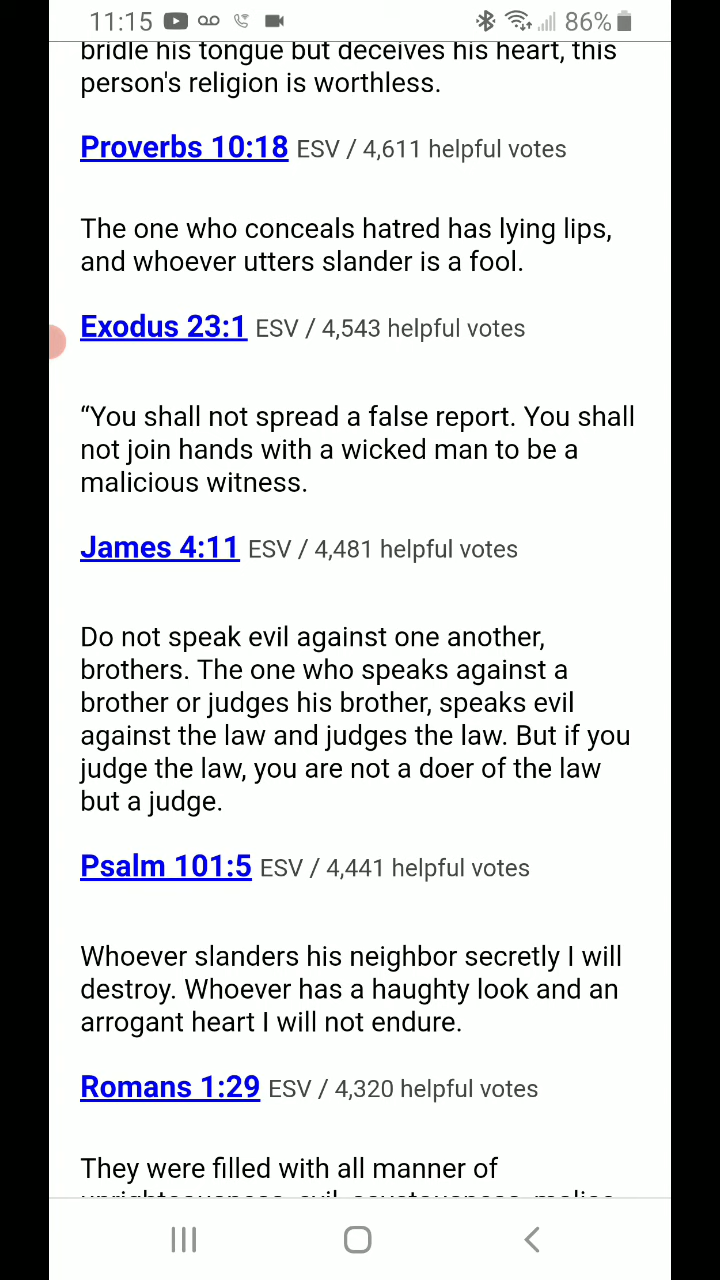 11:15 86%
bridle his tongue but deceives his heart, this
person's religion is worthless.
Proverbs 10:18 ESV / 4,611 helpful votes
The one who conceals hatred has lying lips,
and whoever utters slander is a fool.
Exodus 23:1 ESV / 4,543 helpful votes
“You shall not spread a false report. You shall
not join hands with a wicked man to be a
malicious witness.
James 4:11 ESV / 4,481 helpful votes
Do not speak evil against one another,
brothers. The one who speaks against a
brother or judges his brother, speaks evil
against the law and judges the law. But if you
judge the law, you are not a doer of the law
but a judge.
Psalm 101:5 ESV / 4,441 helpful votes
Whoever slanders his neighbor secretly I will
destroy. Whoever has a haughty look and an
arrogant heart I will not endure.
Romans 1:29 ESV / 4,320 helpful votes
They were filled with all manner of